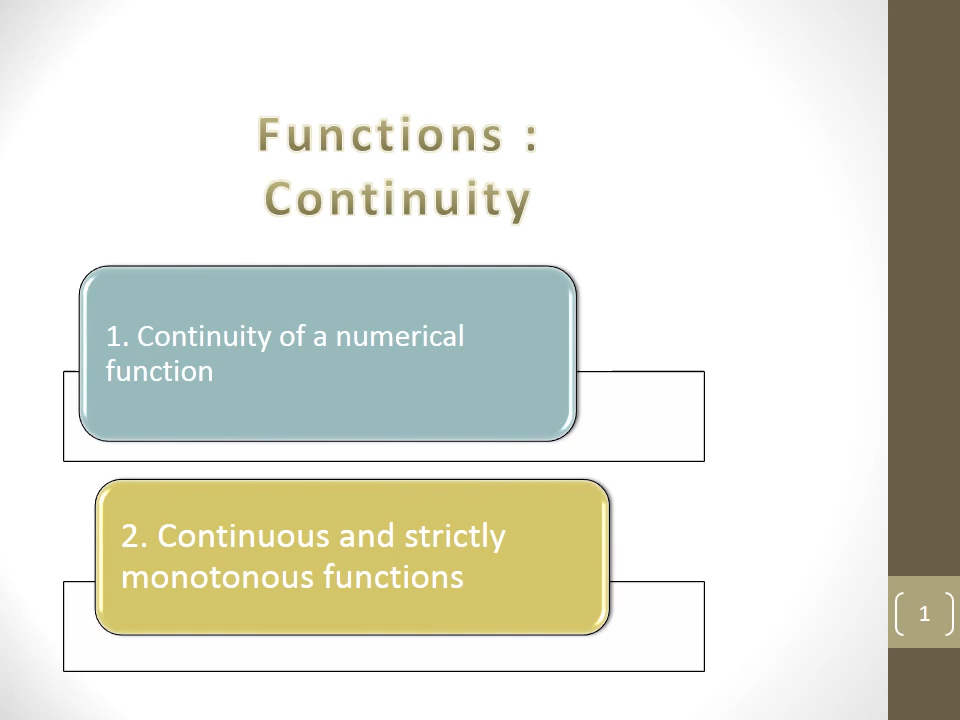 Functions :
Continuity
1. Continuity of a numerical
function
2. Continuous and strictly
monotonous functions
1